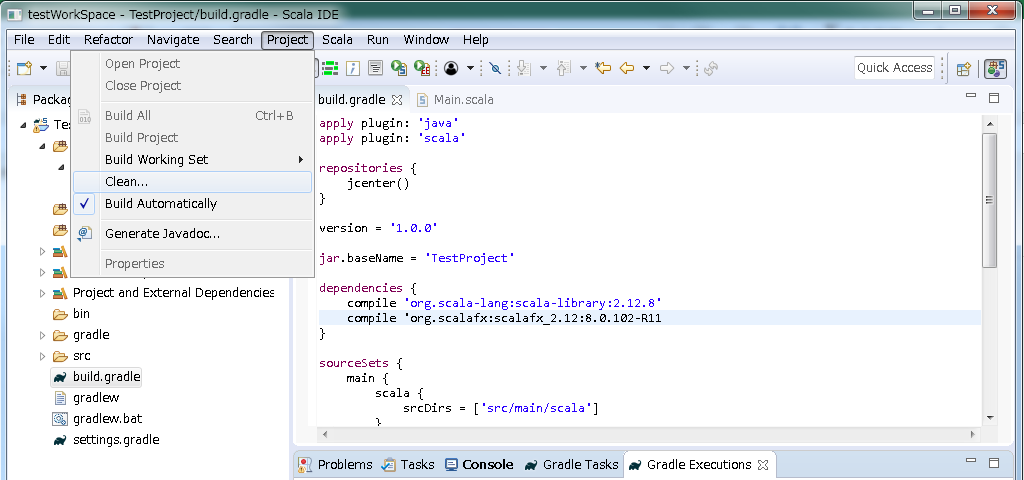 testWorkSpace - TestProject/build.gradle - Scala IDE
File Edit Refactor Navigate Search Project Scala Run Window Help
Open Project
Close Project
Build All Ctrl+B
Build Project
Build Working Set
Clean...
Build Automatically
Generate Javadoc...
Properties
Quick Access
Packag
Tes
Project and External Dependencies
bin
gradle
src
build.gradle
gradlew
gradlew.bat
settings.gradle
build.gradle Main.scala
apply plugin: 'java'
apply plugin: 'scala'
repositories {
jcenter()
}
version = '1.0.0'
jar.baseName = 'TestProject'
dependencies {
compile 'org.scala-lang:scala-library:2.12.8'
compile 'org.scalafx:scalafx_2.12:8.0.102-R11
}
sourceSets {
main {
scala {
srcDirs = ['src/main/scala']
}
Problems Tasks Console Gradle Tasks Gradle Executions